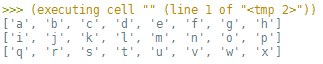 >>> (executing cell "" (line 1 of "<tmp 2>"))
['a', 'b', 'c', 'd', 'e', 'f', 'g', 'h']
['i', 'j', 'k', 'l', 'm', 'n', 'o', 'p']
['q', 'r', 's', 't', 'u', 'v', 'w', 'x']